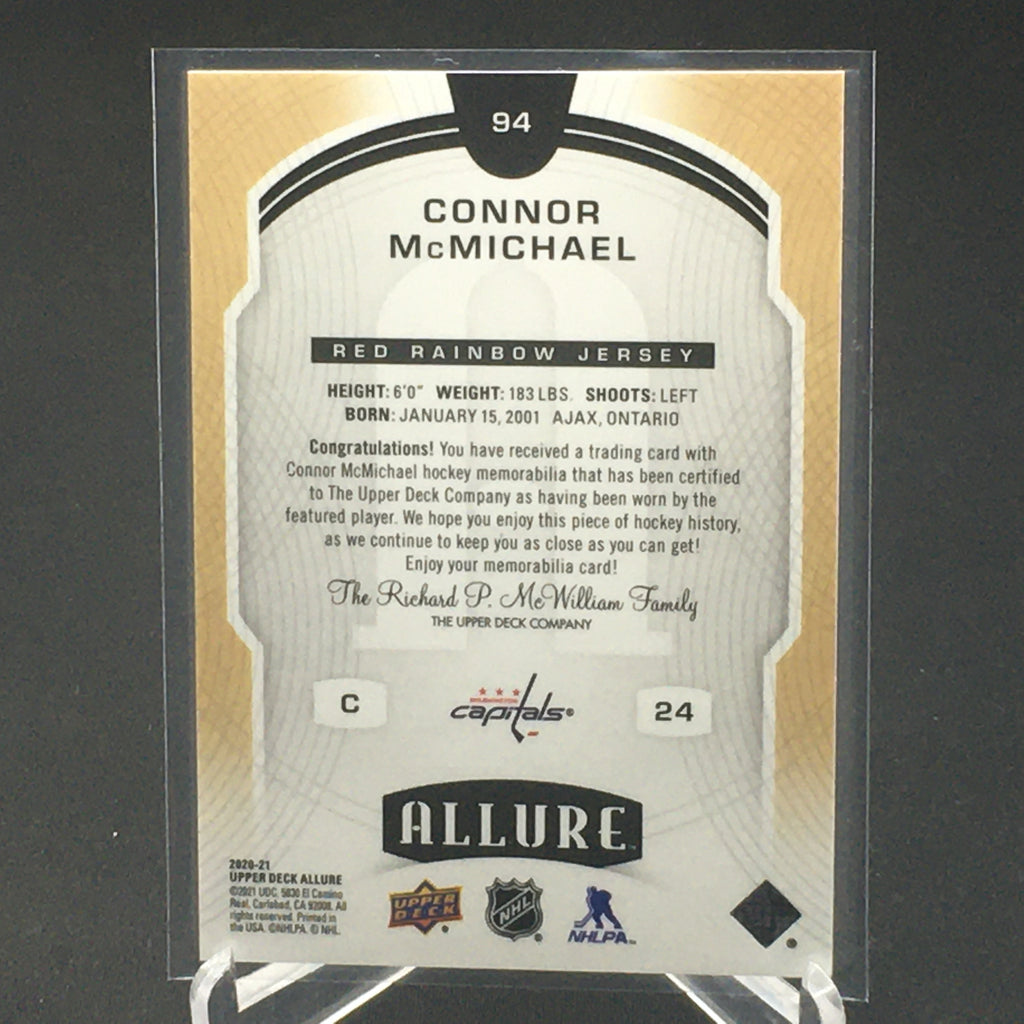 94
CONNOR
McMICHAEL
RED RAINBOW JERSEY
HEIGHT: 6'0" WEIGHT: 183 LBS. SHOOTS: LEFT
BORN: JANUARY 15, 2001 AJAX, ONTARIO
Congratulations! You have received a trading card with
Connor McMichael hockey memorabilia that has been certified
to The Upper Deck Company as having been worn by the
featured player. We hope you enjoy this piece of hockey history,
as we continue to keep you as close as you can get!
Enjoy your memorabilia card!
The Richard P. McWilliam Family
THE UPPER DECK COMPANY
C
WASHINGTON
capitals®
24
ALLURE™
2020-21
UPPER DECK ALLURE
©2021 UDC, 5830 El Camino
Real, Carlsbad, CA 92008. All
rights reserved. Printed in
the USA. ©NHLPA. © NHL.
UPPER
DECK
NHL
NHLPA™